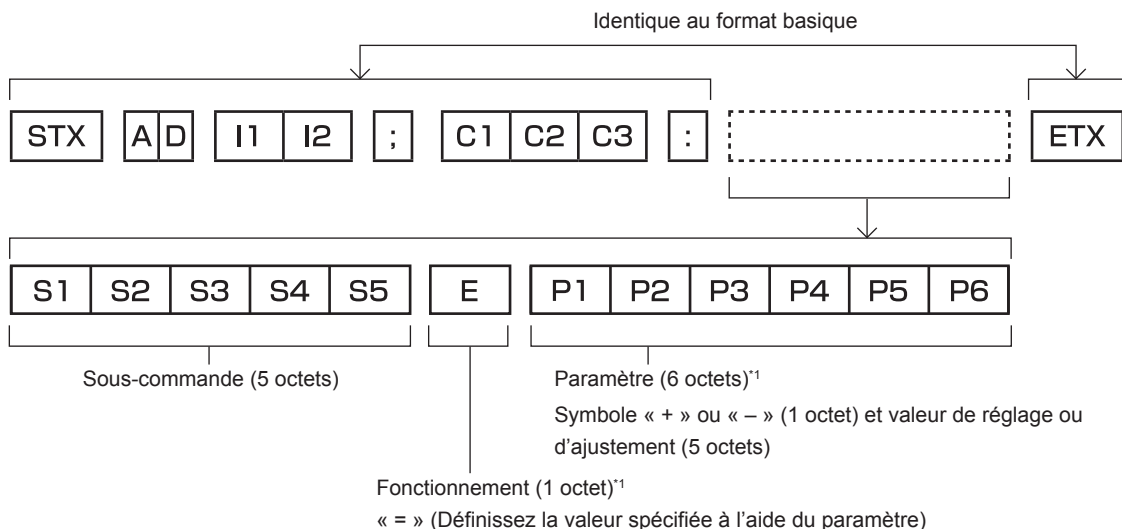 Identique au format basique
STX AD I1 I2 ; C1 C2 C3 : ETX
S1 S2 S3 S4 S5 E P1 P2 P3 P4 P5 P6
Sous-commande (5 octets)
Paramètre (6 octets)*1
Symbole « + » ou « – » (1 octet) et valeur de réglage ou
d’ajustement (5 octets)
Fonctionnement (1 octet)*1
« = » (Définissez la valeur spécifiée à l’aide du paramètre)